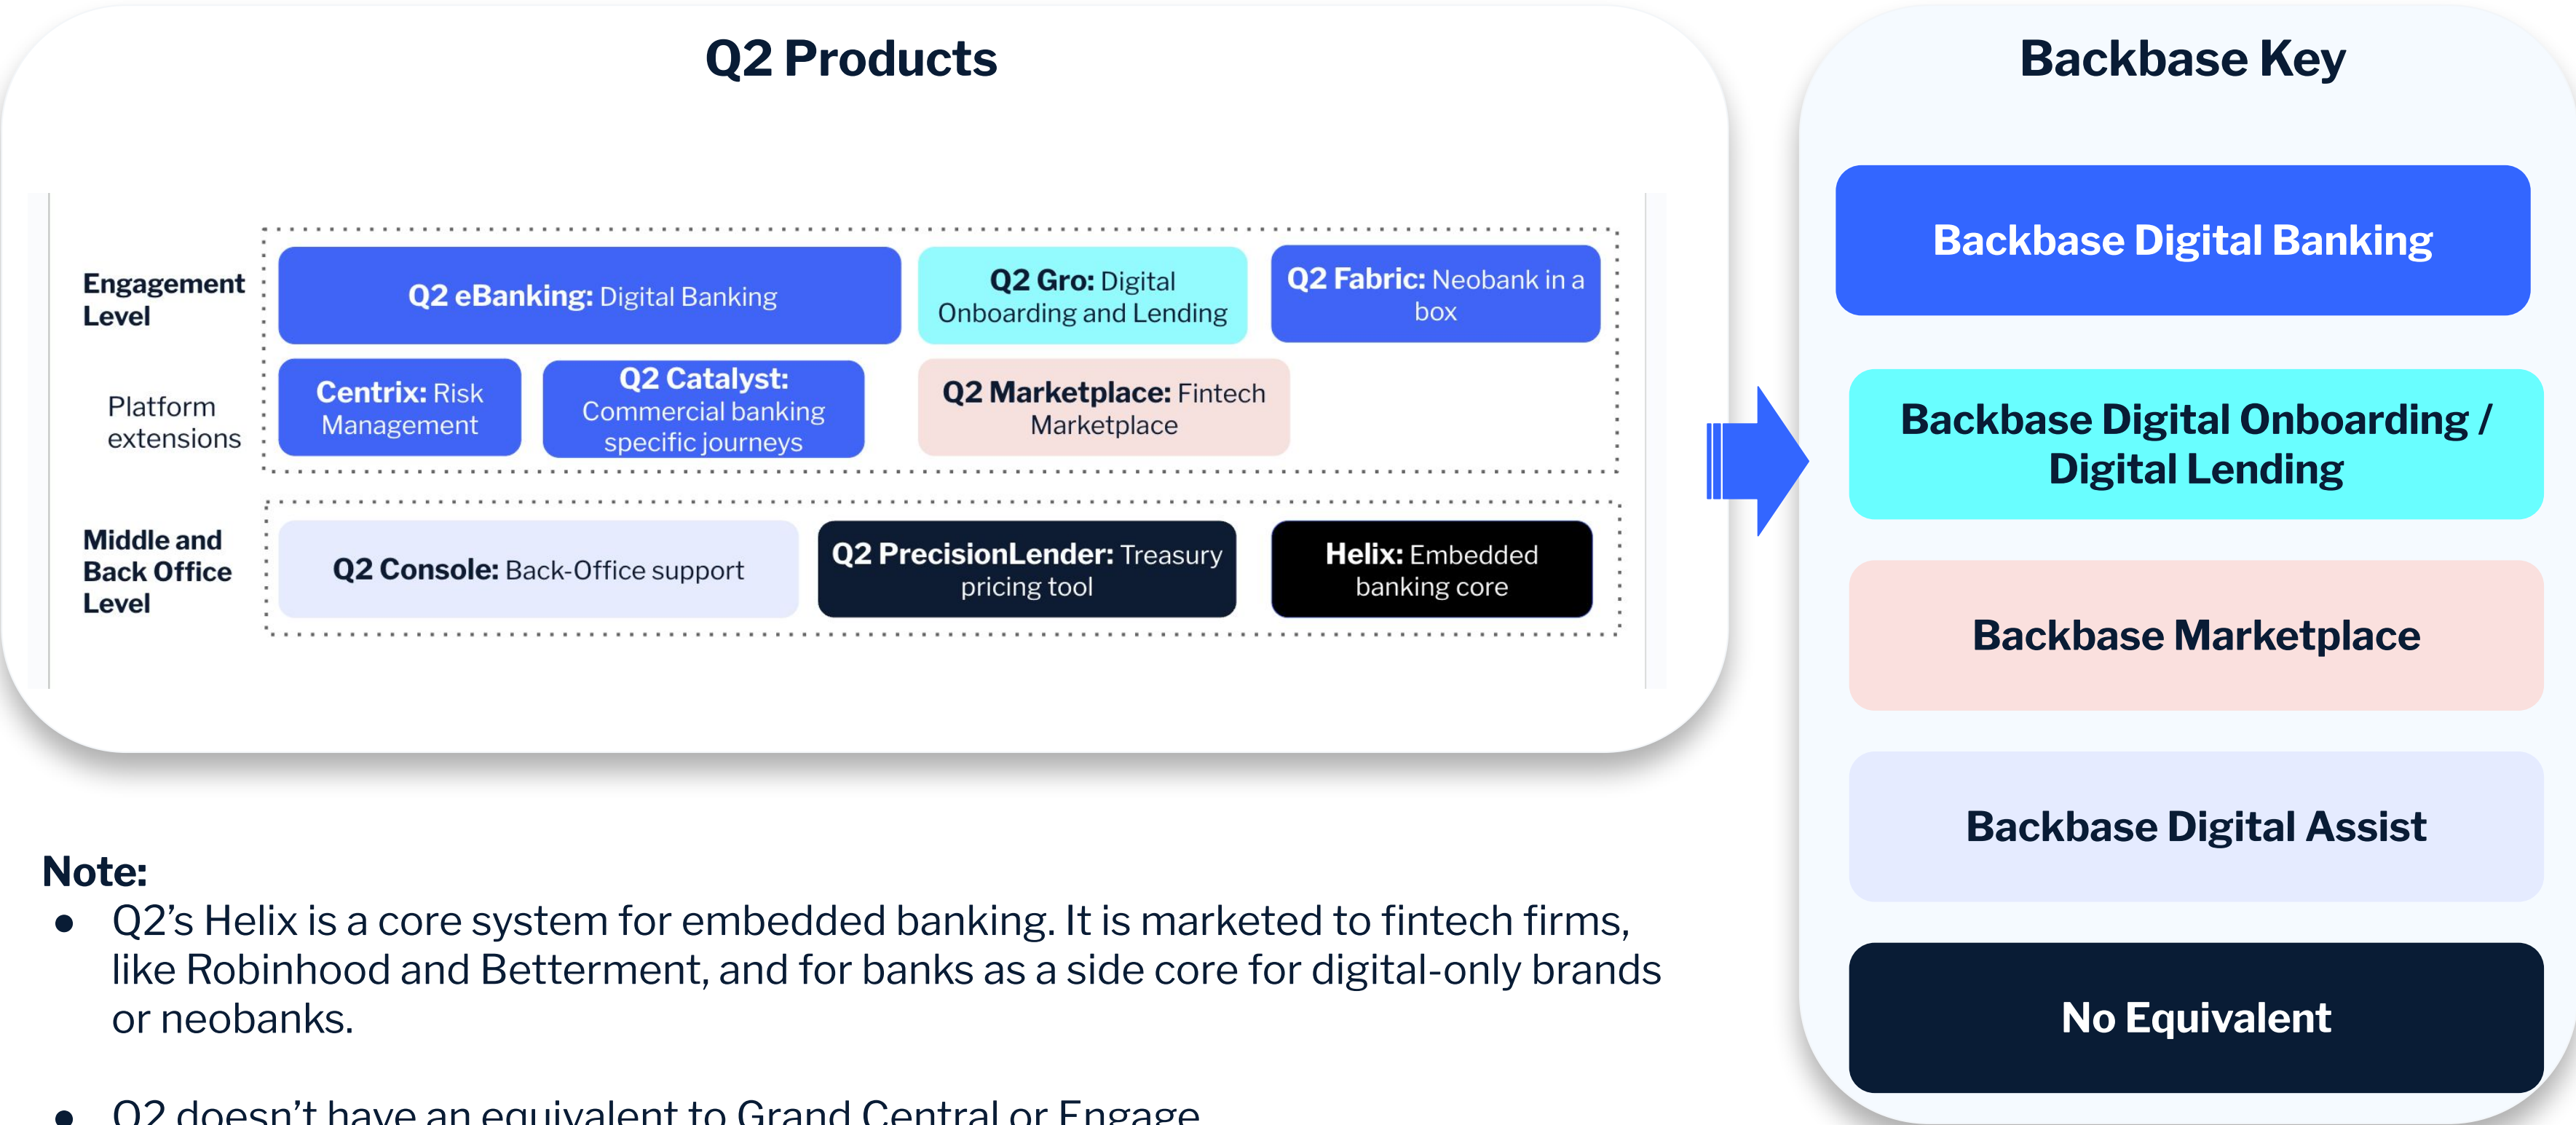 Q2 Products
Engagement
Level
Q2 eBanking: Digital Banking
Q2 Gro: Digital
Onboarding and Lending
Q2 Fabric: Neobank in a
box
Platform
extensions
Centrix: Risk
Management
Q2 Catalyst:
Commercial banking
specific journeys
Q2 Marketplace: Fintech
Marketplace
Middle and
Back Office
Level
Q2 Console: Back-Office support
Q2 PrecisionLender: Treasury
pricing tool
Helix: Embedded
banking core
Backbase Key
Backbase Digital Banking
Backbase Digital Onboarding /
Digital Lending
Backbase Marketplace
Backbase Digital Assist
No Equivalent
Note:
● Q2’s Helix is a core system for embedded banking. It is marketed to fintech firms,
like Robinhood and Betterment, and for banks as a side core for digital-only brands
or neobanks.
● Q2 doesn’t have an equivalent to Grand Central or Engage